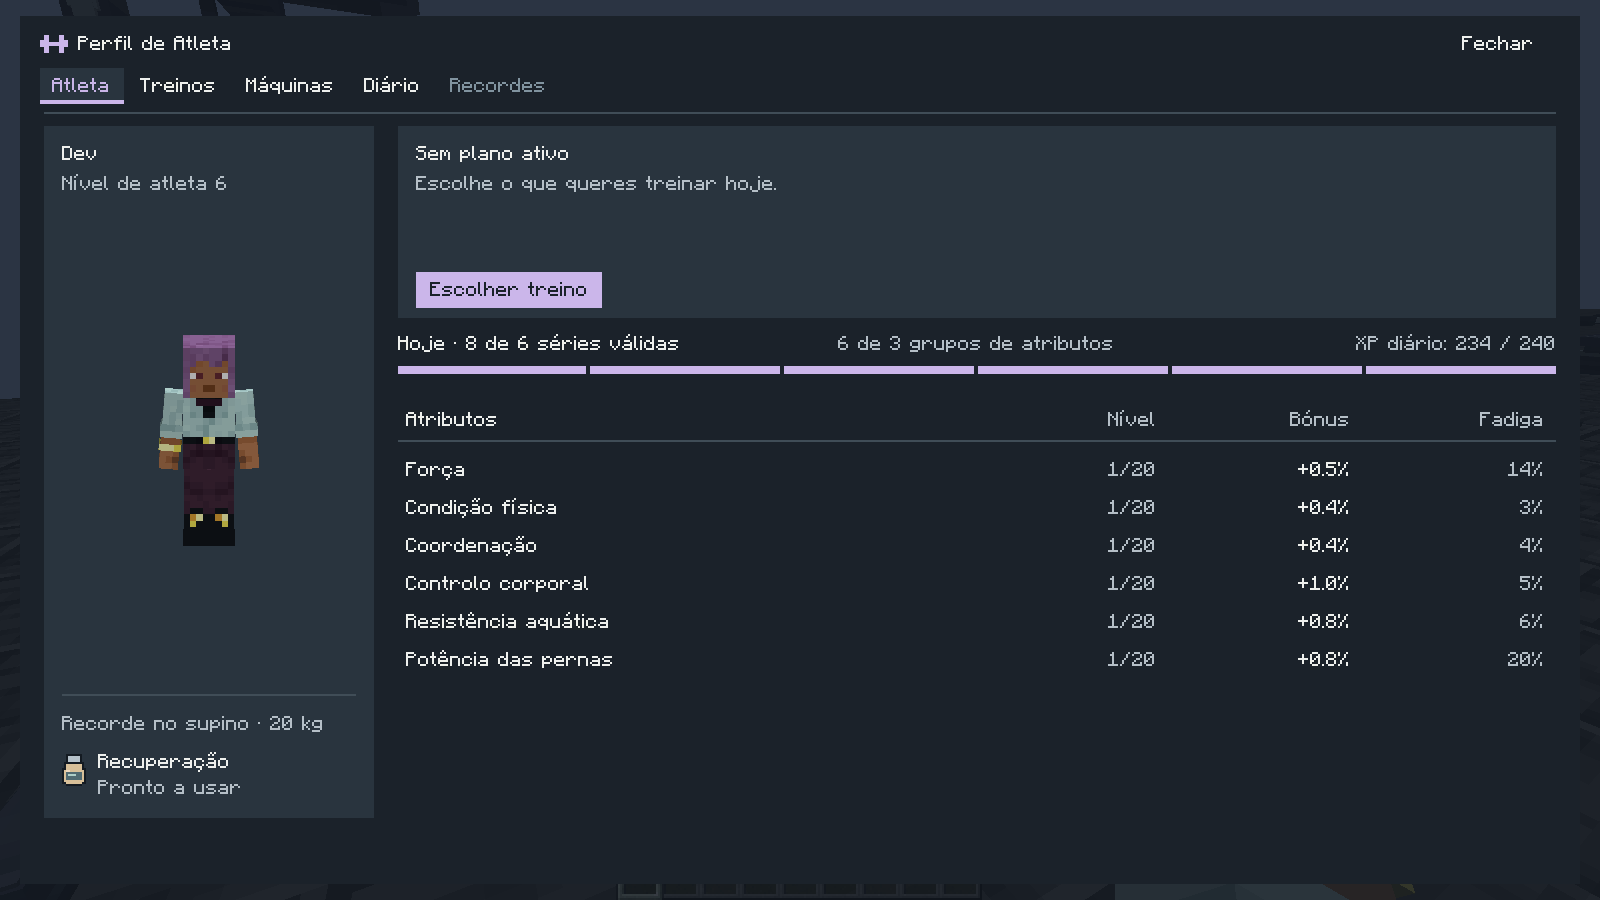 Perfil de Atleta
Fechar
Atleta Treinos Máquinas Diário Recordes
Dev
Nível de atleta 6
Recorde no supino · 20 kg
Recuperação
Pronto a usar
Sem plano ativo
Escolhe o que queres treinar hoje.
Escolher treino
Hoje · 8 de 6 séries válidas 6 de 3 grupos de atributos XP diário: 234 / 240
Atributos Nível Bónus Fadiga
Força 1/20 +0.5% 14%
Condição física 1/20 +0.4% 3%
Coordenação 1/20 +0.4% 4%
Controlo corporal 1/20 +1.0% 5%
Resistência aquática 1/20 +0.8% 6%
Potência das pernas 1/20 +0.8% 20%